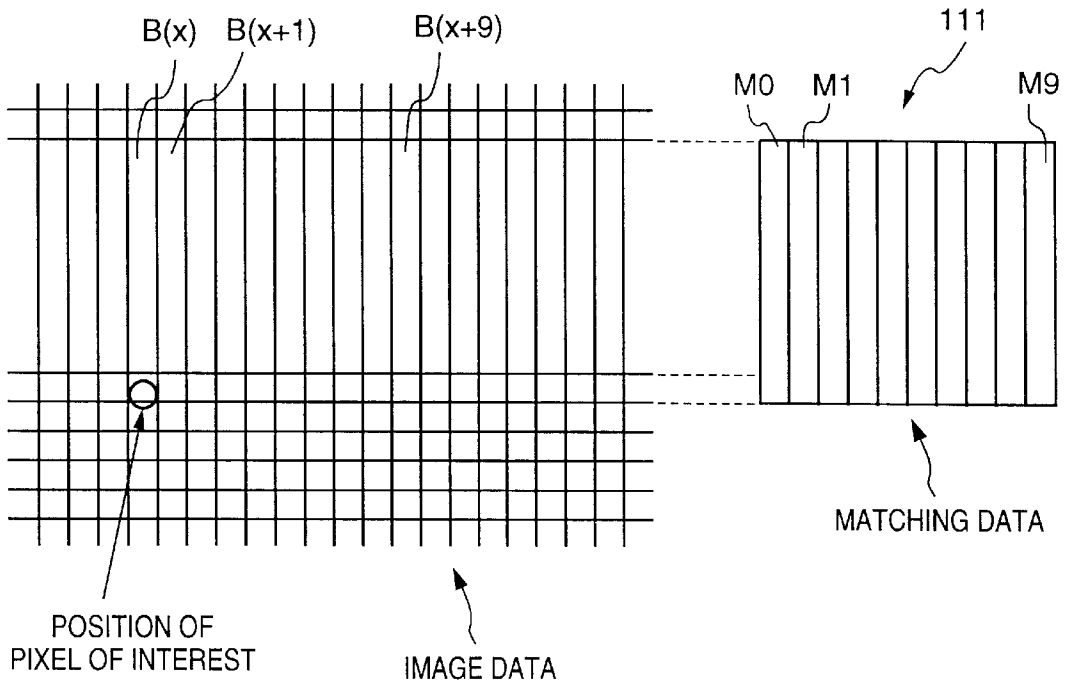 B(x) B(x+1) B(x+9)
111
M0 M1 M9
MATCHING DATA
POSITION OF
PIXEL OF INTEREST
IMAGE DATA